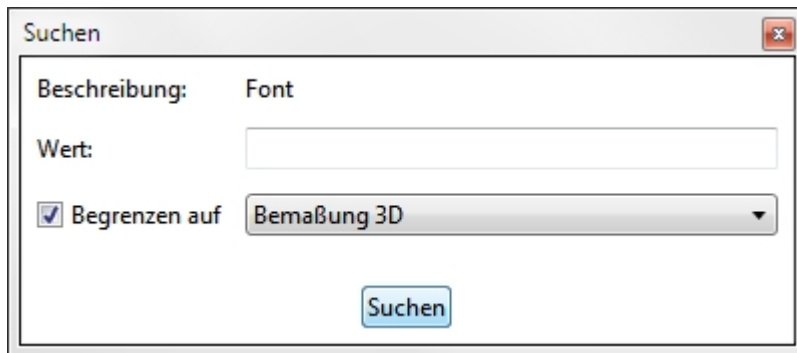 Suchen
Beschreibung: Font
Wert:
Begrenzen auf Bemaßung 3D
Suchen